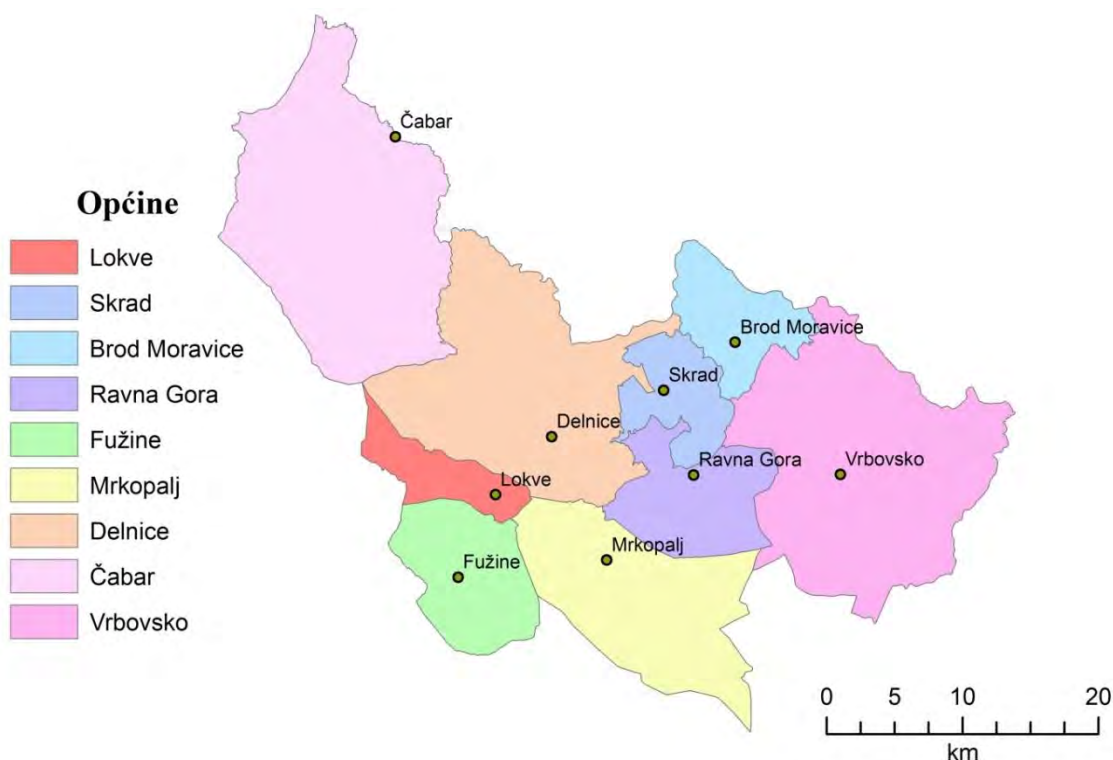 Općine
Lokve
Skrad
Brod Moravice
Ravna Gora
Fužine
Mrkopalj
Delnice
Čabar
Vrbovsko
Čabar
Brod Moravice
Skrad
Delnice
Ravna Gora
Vrbovsko
Lokve
Mrkopalj
Fužine
0 5 10 20
km